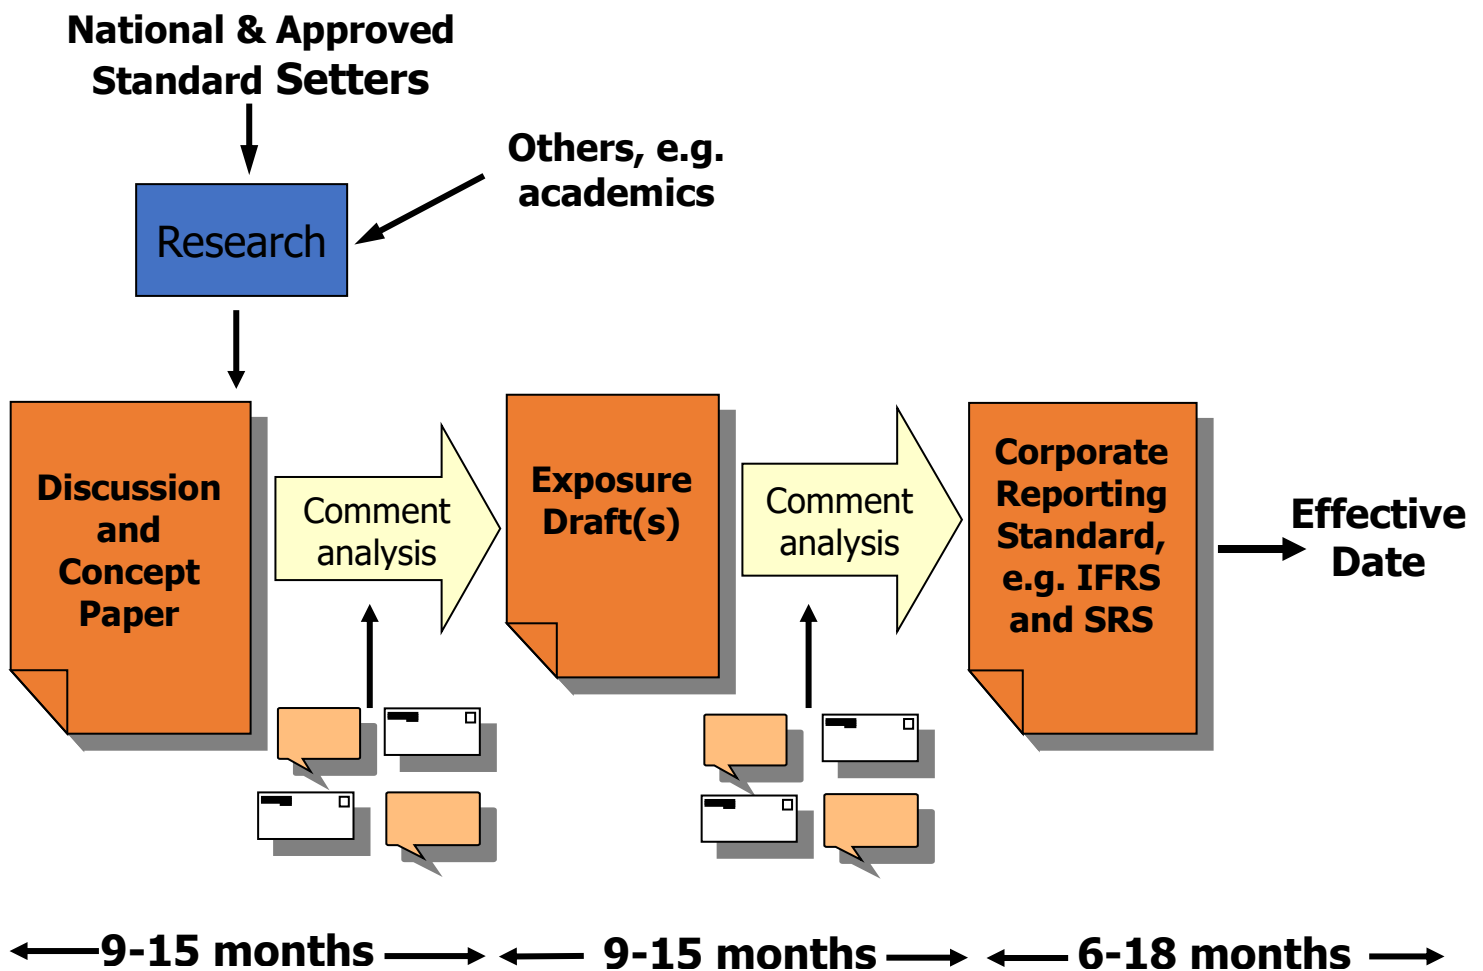 National & Approved
Standard Setters
Others, e.g.
academics
Research
Discussion
and
Concept
Paper
Comment
analysis
Exposure
Draft(s)
Comment
analysis
Corporate
Reporting
Standard,
e.g. IFRS
and SRS
Effective
Date
9-15 months
9-15 months
6-18 months